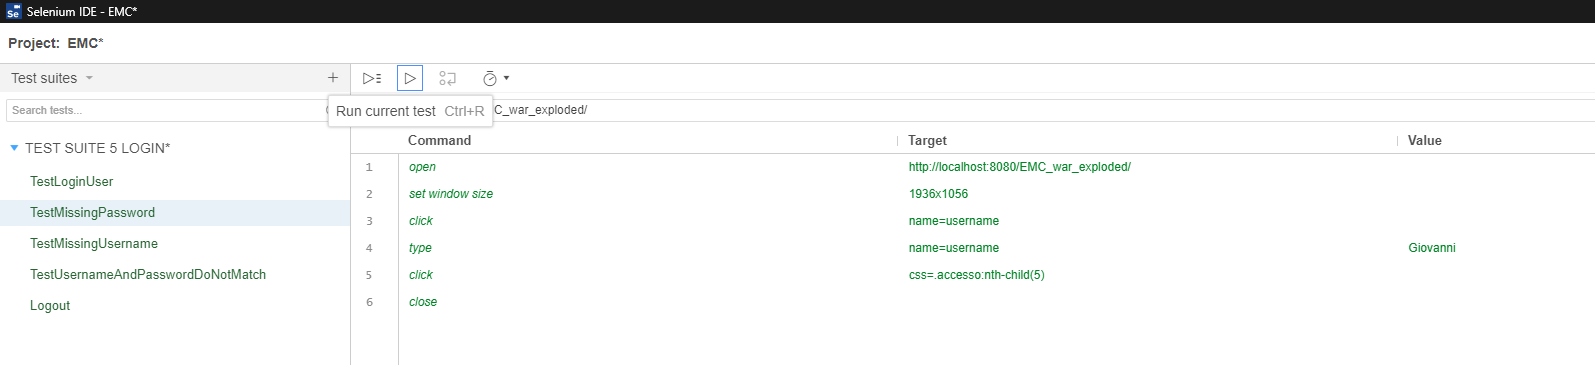 Se Selenium IDE - EMC*
Project: EMC*
Test suites
Search tests...
Run current test Ctrl+R
C_war_exploded/
Command Target Value
TEST SUITE 5 LOGIN*
TestLoginUser
TestMissingPassword
TestMissingUsername
TestUsernameAndPasswordDoNotMatch
Logout
1 open http://localhost:8080/EMC_war_exploded/
2 set window size 1936x1056
3 click name=username
4 type name=username Giovanni
5 click css=.accesso:nth-child(5)
6 close